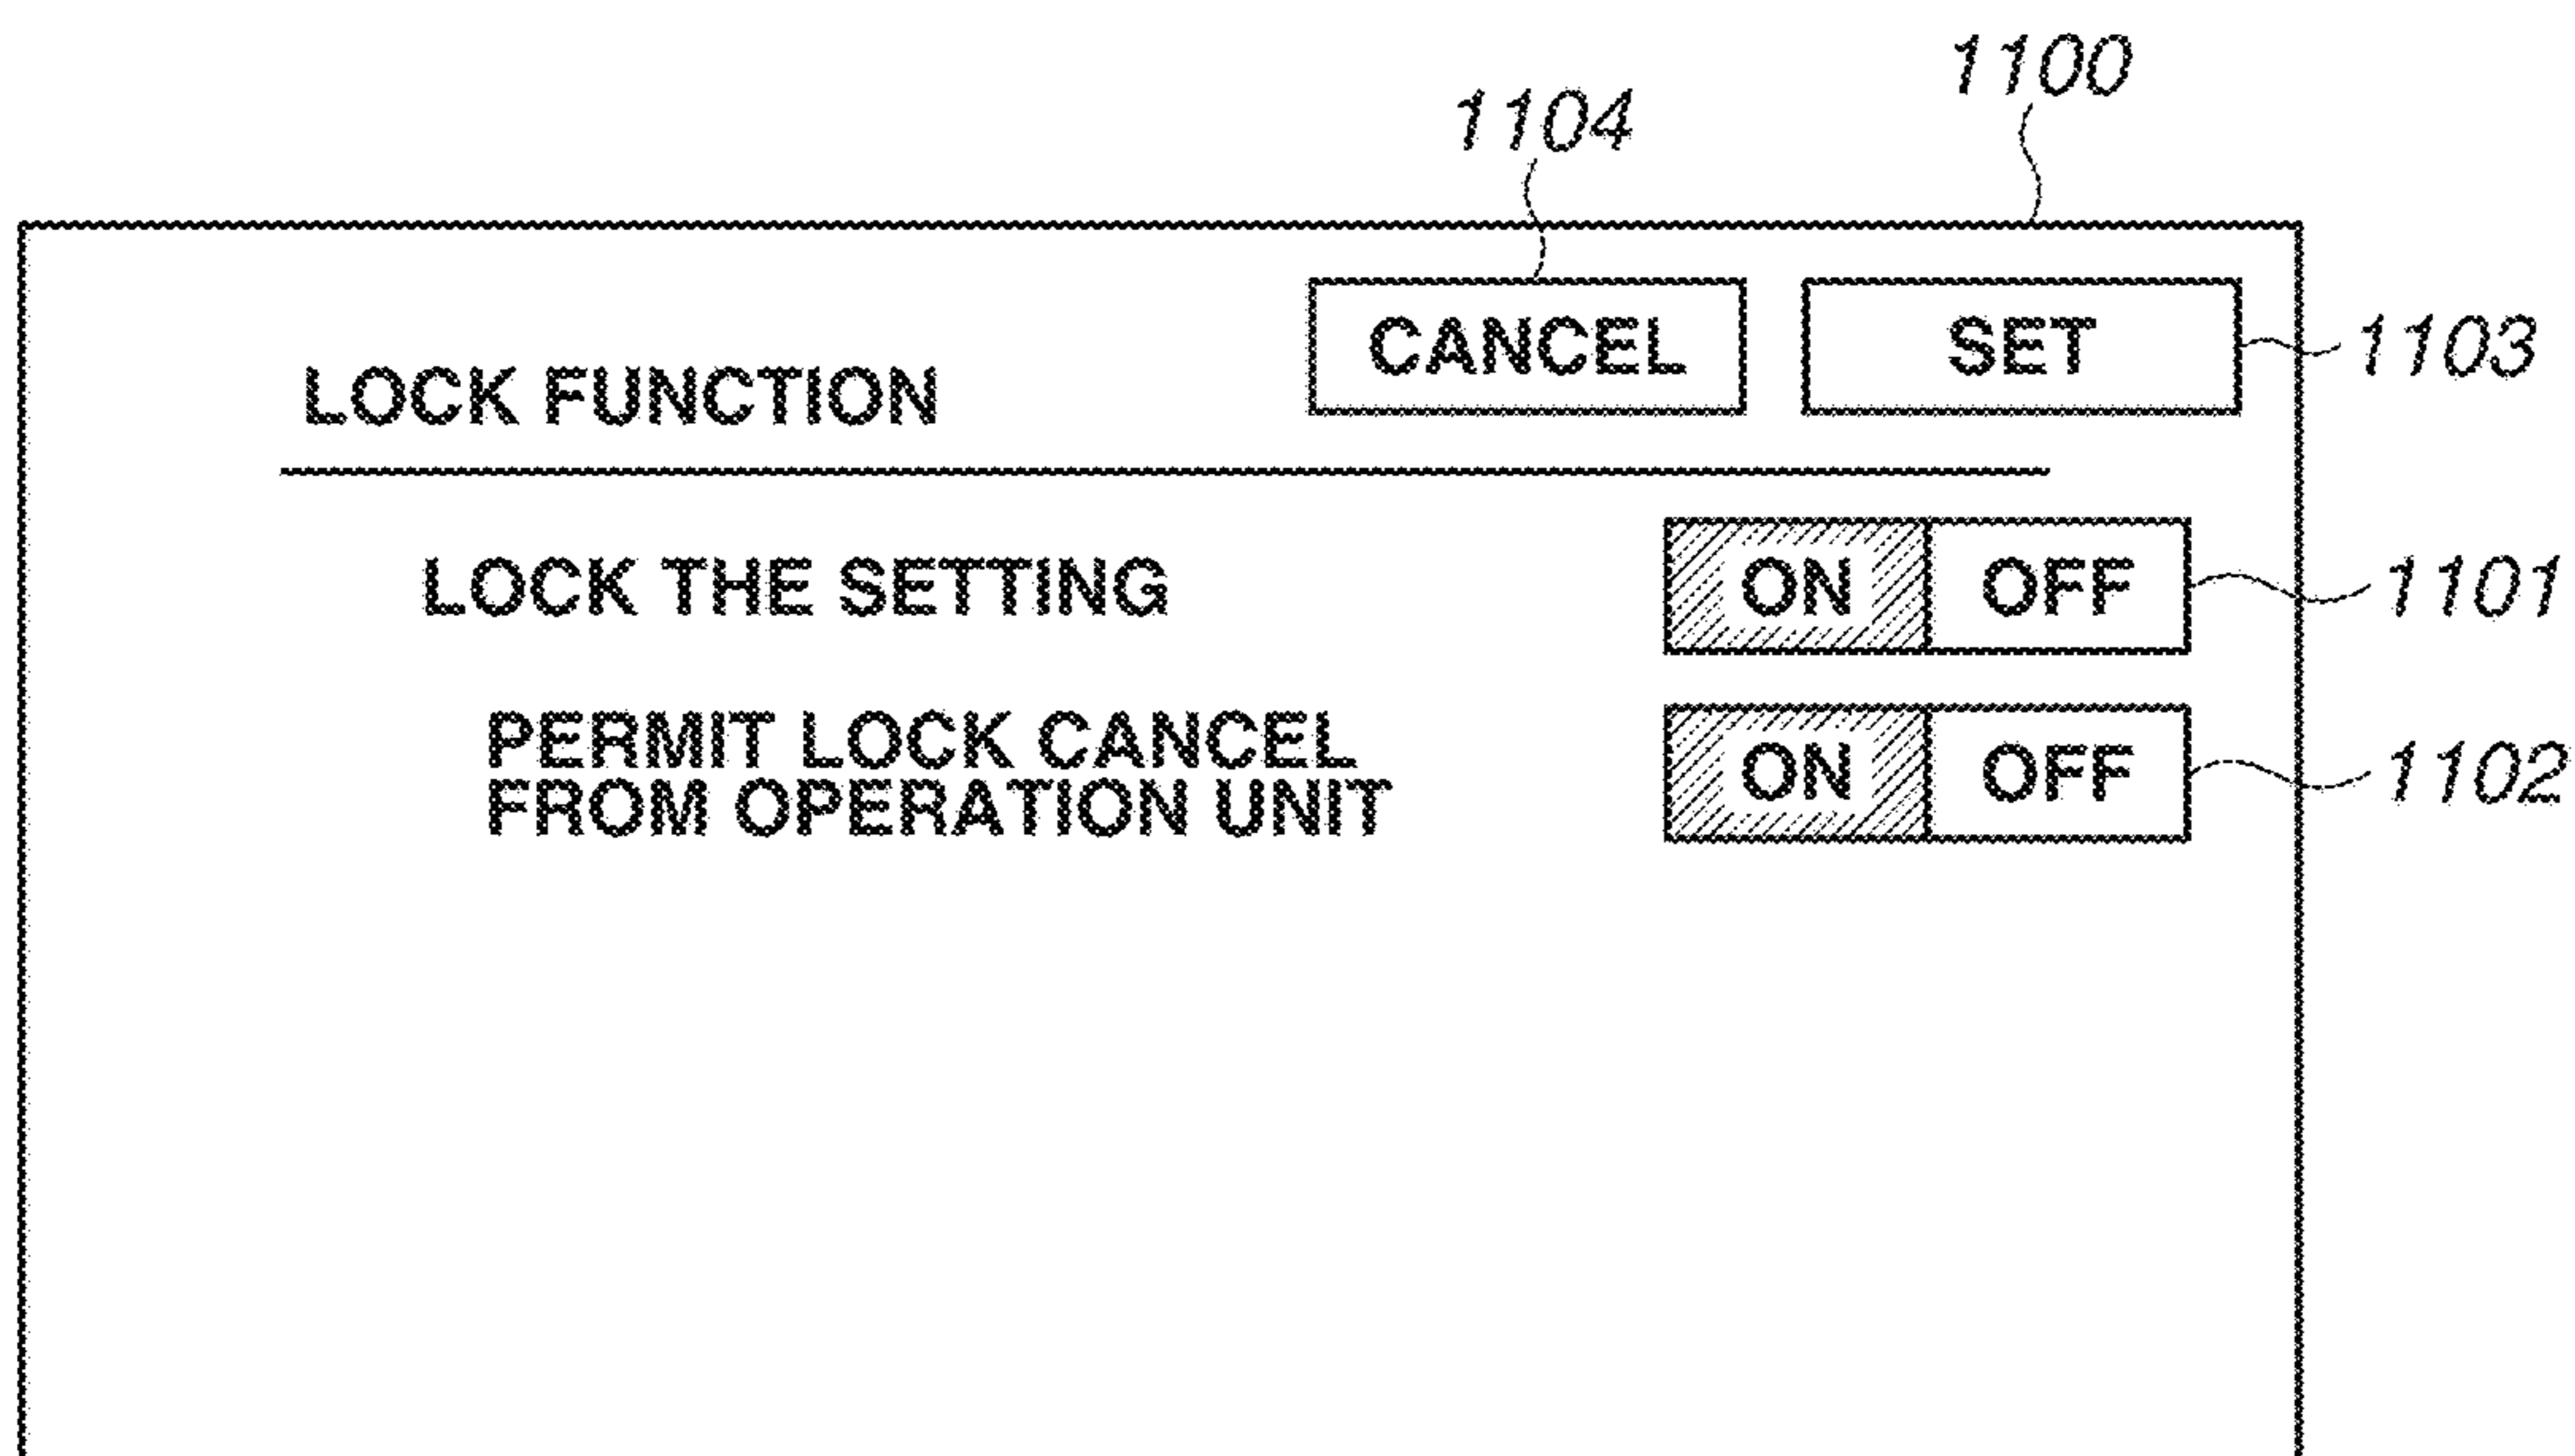 1100
1104
CANCEL SET 1103
LOCK FUNCTION
LOCK THE SETTING ON OFF 1101
PERMIT LOCK CANCEL
FROM OPERATION UNIT ON OFF 1102